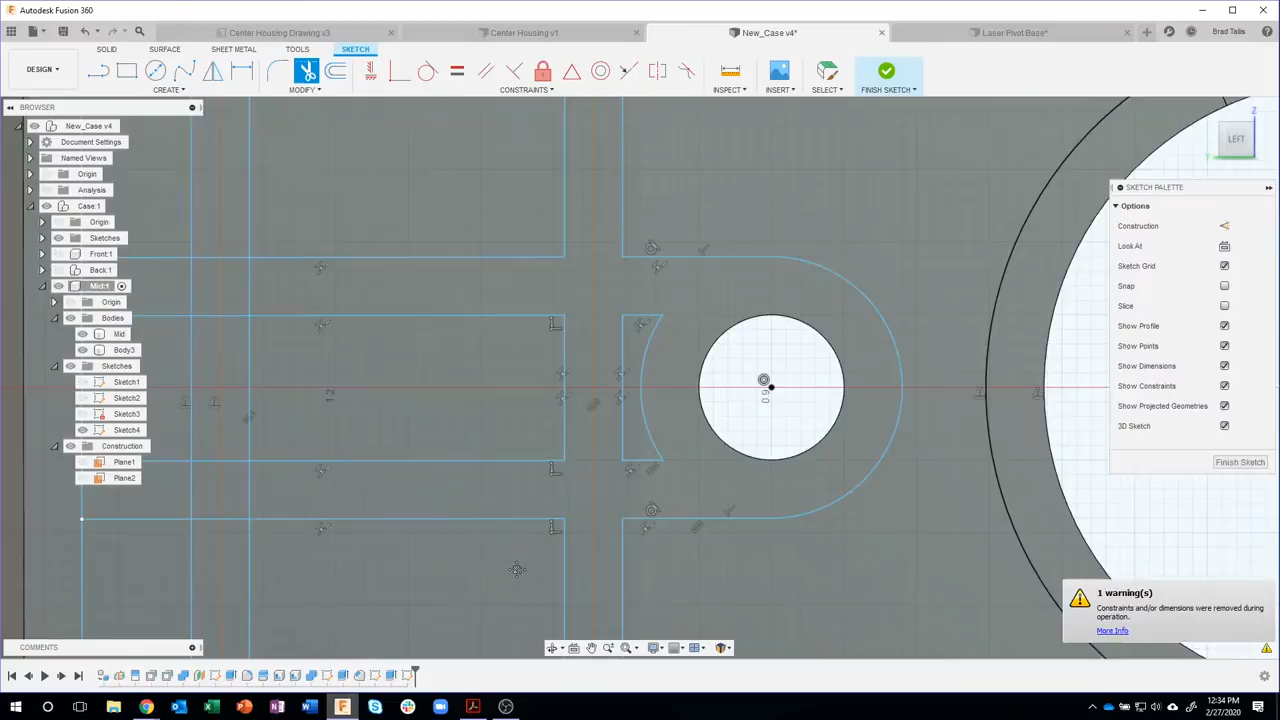 Autodesk Fusion 360
Center Housing Drawing v3
Center Housing v1
New_Case v4*
Laser Pivot Base*
Brad Tallis
SOLID
SURFACE
SHEET METAL
TOOLS
SKETCH
DESIGN
CREATE
MODIFY
CONSTRAINTS
INSPECT
INSERT
SELECT
FINISH SKETCH
BROWSER
New_Case v4
Document Settings
Named Views
Origin
Analysis
Case:1
Origin
Sketches
Front:1
Back:1
Mid:1
Origin
Bodies
Mid
Body3
Sketches
Sketch1
Sketch2
Sketch3
Sketch4
Construction
Plane1
Plane2
1.2
0.6
Z
LEFT
SKETCH PALETTE
Options
Construction
Look At
Sketch Grid
Snap
Slice
Show Profile
Show Points
Show Dimensions
Show Constraints
Show Projected Geometries
3D Sketch
Finish Sketch
1 warning(s)
Constraints and/or dimensions were removed during
operation.
More Info
COMMENTS
12:34 PM
2/27/2020